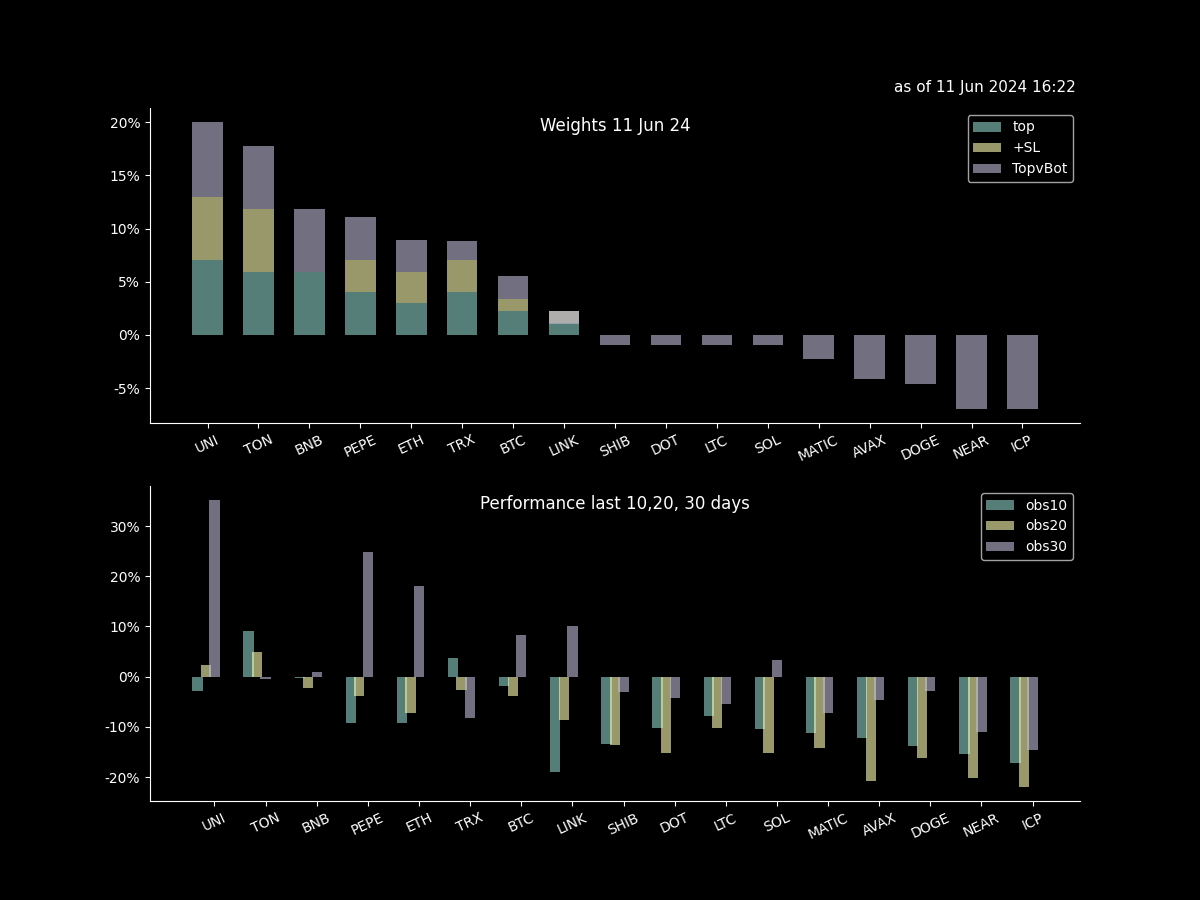 as of 11 Jun 2024 16:22
Weights 11 Jun 24
top
+SL
TopvBot
20%
15%
10%
5%
0%
-5%
UNI TON BNB PEPE ETH TRX BTC LINK SHIB DOT LTC SOL MATIC AVAX DOGE NEAR ICP
Performance last 10,20, 30 days
obs10
obs20
obs30
30%
20%
10%
0%
-10%
-20%
UNI TON BNB PEPE ETH TRX BTC LINK SHIB DOT LTC SOL MATIC AVAX DOGE NEAR ICP